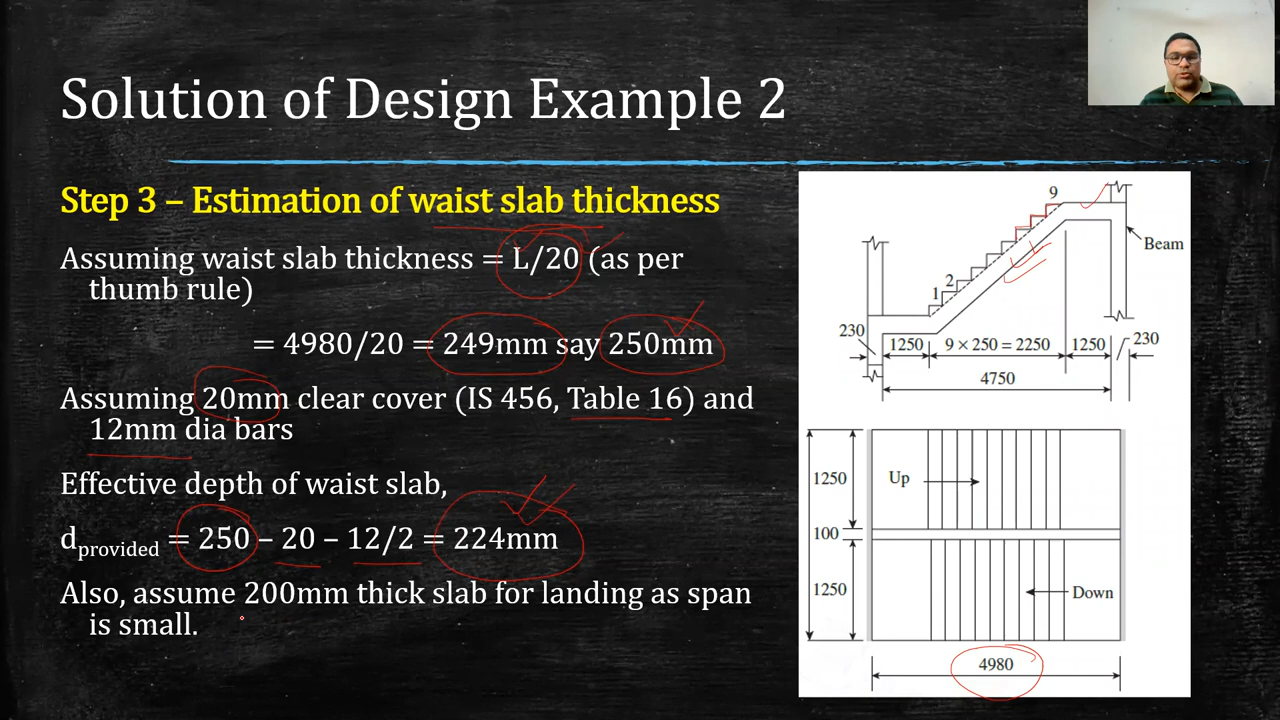 Solution of Design Example 2
Step 3 – Estimation of waist slab thickness
Assuming waist slab thickness = L/20 (as per
thumb rule)
= 4980/20 = 249mm say 250mm
Assuming 20mm clear cover (IS 456, Table 16) and
12mm dia bars
Effective depth of waist slab,
dprovided = 250 – 20 – 12/2 = 224mm
Also, assume 200mm thick slab for landing as span
is small.
9
Beam
2
1
230
230
1250
9 × 250 = 2250
1250
4750
1250
Up
100
1250
Down
4980